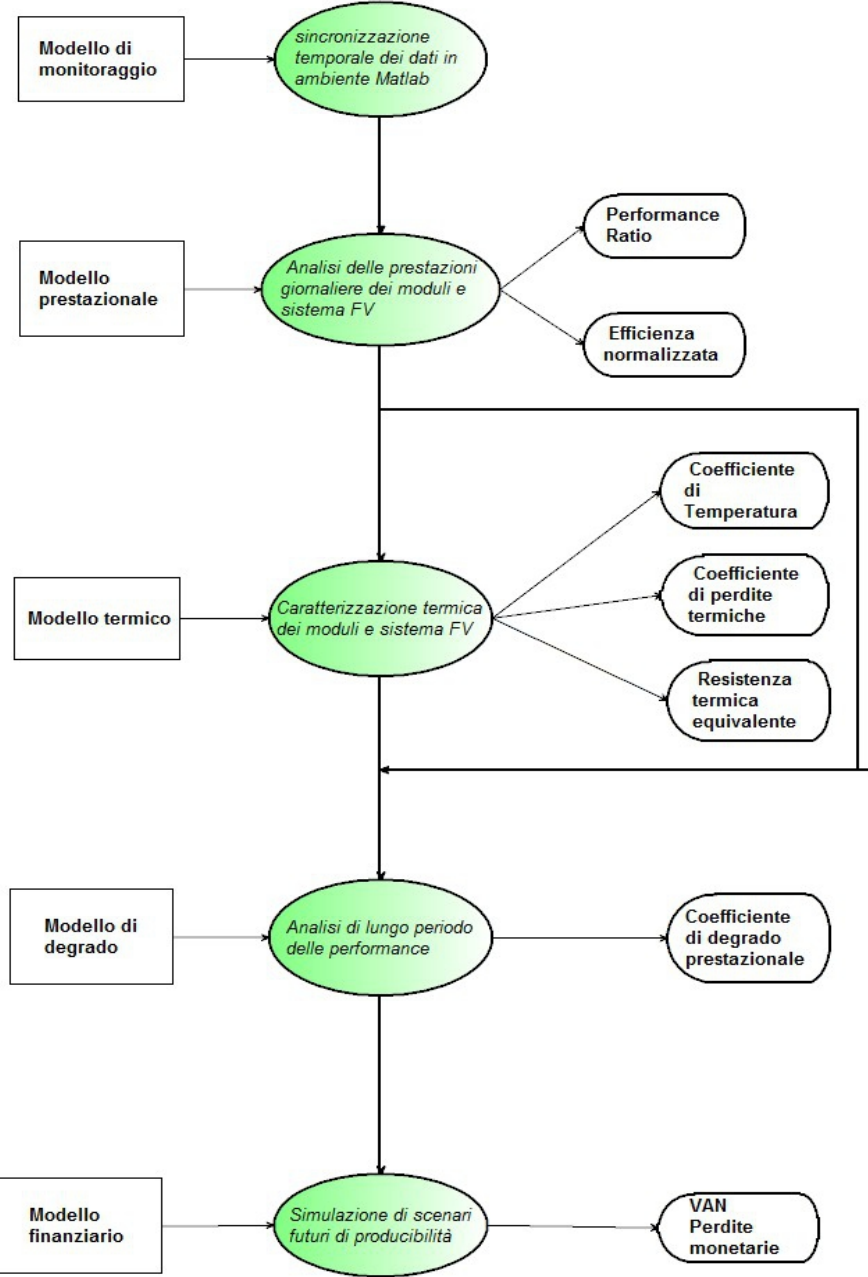 Modello di
monitoraggio
sincronizzazione
temporale dei dati in
ambiente Matlab
Modello
prestazionale
Analisi delle prestazioni
giornaliere dei moduli e
sistema FV
Performance
Ratio
Efficienza
normalizzata
Modello termico
Caratterizzazione termica
dei moduli e sistema FV
Coefficiente
di
Temperatura
Coefficiente
di perdite
termiche
Resistenza
termica
equivalente
Modello di
degrado
Analisi di lungo periodo
delle performance
Coefficiente
di degrado
prestazionale
Modello
finanziario
Simulazione di scenari
futuri di producibilità
VAN
Perdite
monetarie